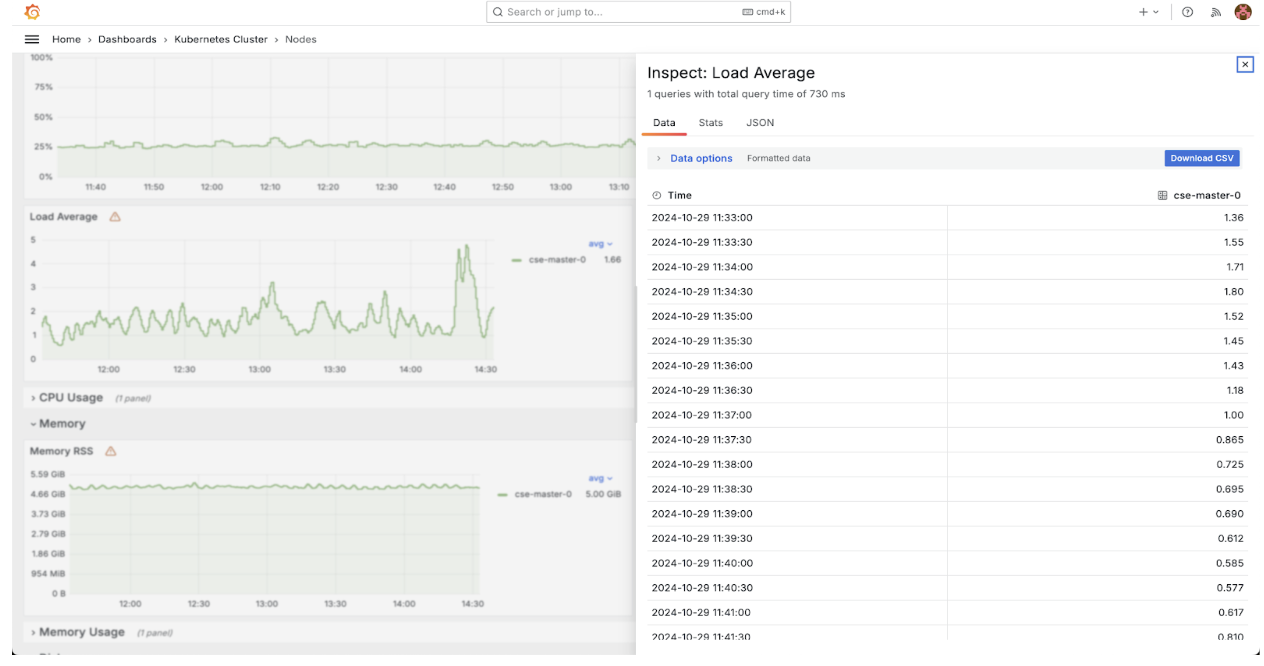 Search or jump to... cmd+k
Home › Dashboards › Kubernetes Cluster › Nodes
100%
75%
50%
25%
0%
11:40 11:50 12:00 12:10 12:20 12:30 12:40 12:50 13:00 13:10
Load Average
5
4
3
2
1
0
12:00 12:30 13:00 13:30 14:00 14:30
avg
cse-master-0 1.66
CPU Usage (1 panel)
Memory
Memory RSS
5.59 GiB
4.66 GiB
3.73 GiB
2.79 GiB
1.86 GiB
954 MiB
0 B
12:00 12:30 13:00 13:30 14:00 14:30
avg
cse-master-0 5.00 GiB
Memory Usage (1 panel)
Inspect: Load Average
1 queries with total query time of 730 ms
Data Stats JSON
Data options Formatted data Download CSV
Time cse-master-0
2024-10-29 11:33:00 1.36
2024-10-29 11:33:30 1.55
2024-10-29 11:34:00 1.71
2024-10-29 11:34:30 1.80
2024-10-29 11:35:00 1.52
2024-10-29 11:35:30 1.45
2024-10-29 11:36:00 1.43
2024-10-29 11:36:30 1.18
2024-10-29 11:37:00 1.00
2024-10-29 11:37:30 0.865
2024-10-29 11:38:00 0.725
2024-10-29 11:38:30 0.695
2024-10-29 11:39:00 0.690
2024-10-29 11:39:30 0.612
2024-10-29 11:40:00 0.585
2024-10-29 11:40:30 0.577
2024-10-29 11:41:00 0.617
2024-10-29 11:41:30 0.810